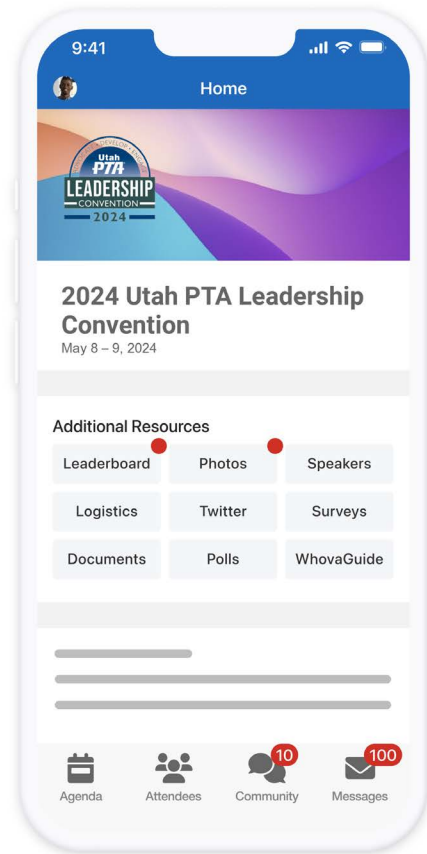 9:41
Home
Utah
PTA
LEADERSHIP
CONVENTION
2024
2024 Utah PTA Leadership
Convention
May 8 – 9, 2024
Additional Resources
Leaderboard Photos Speakers
Logistics Twitter Surveys
Documents Polls WhovaGuide
10 100
Agenda Attendees Community Messages